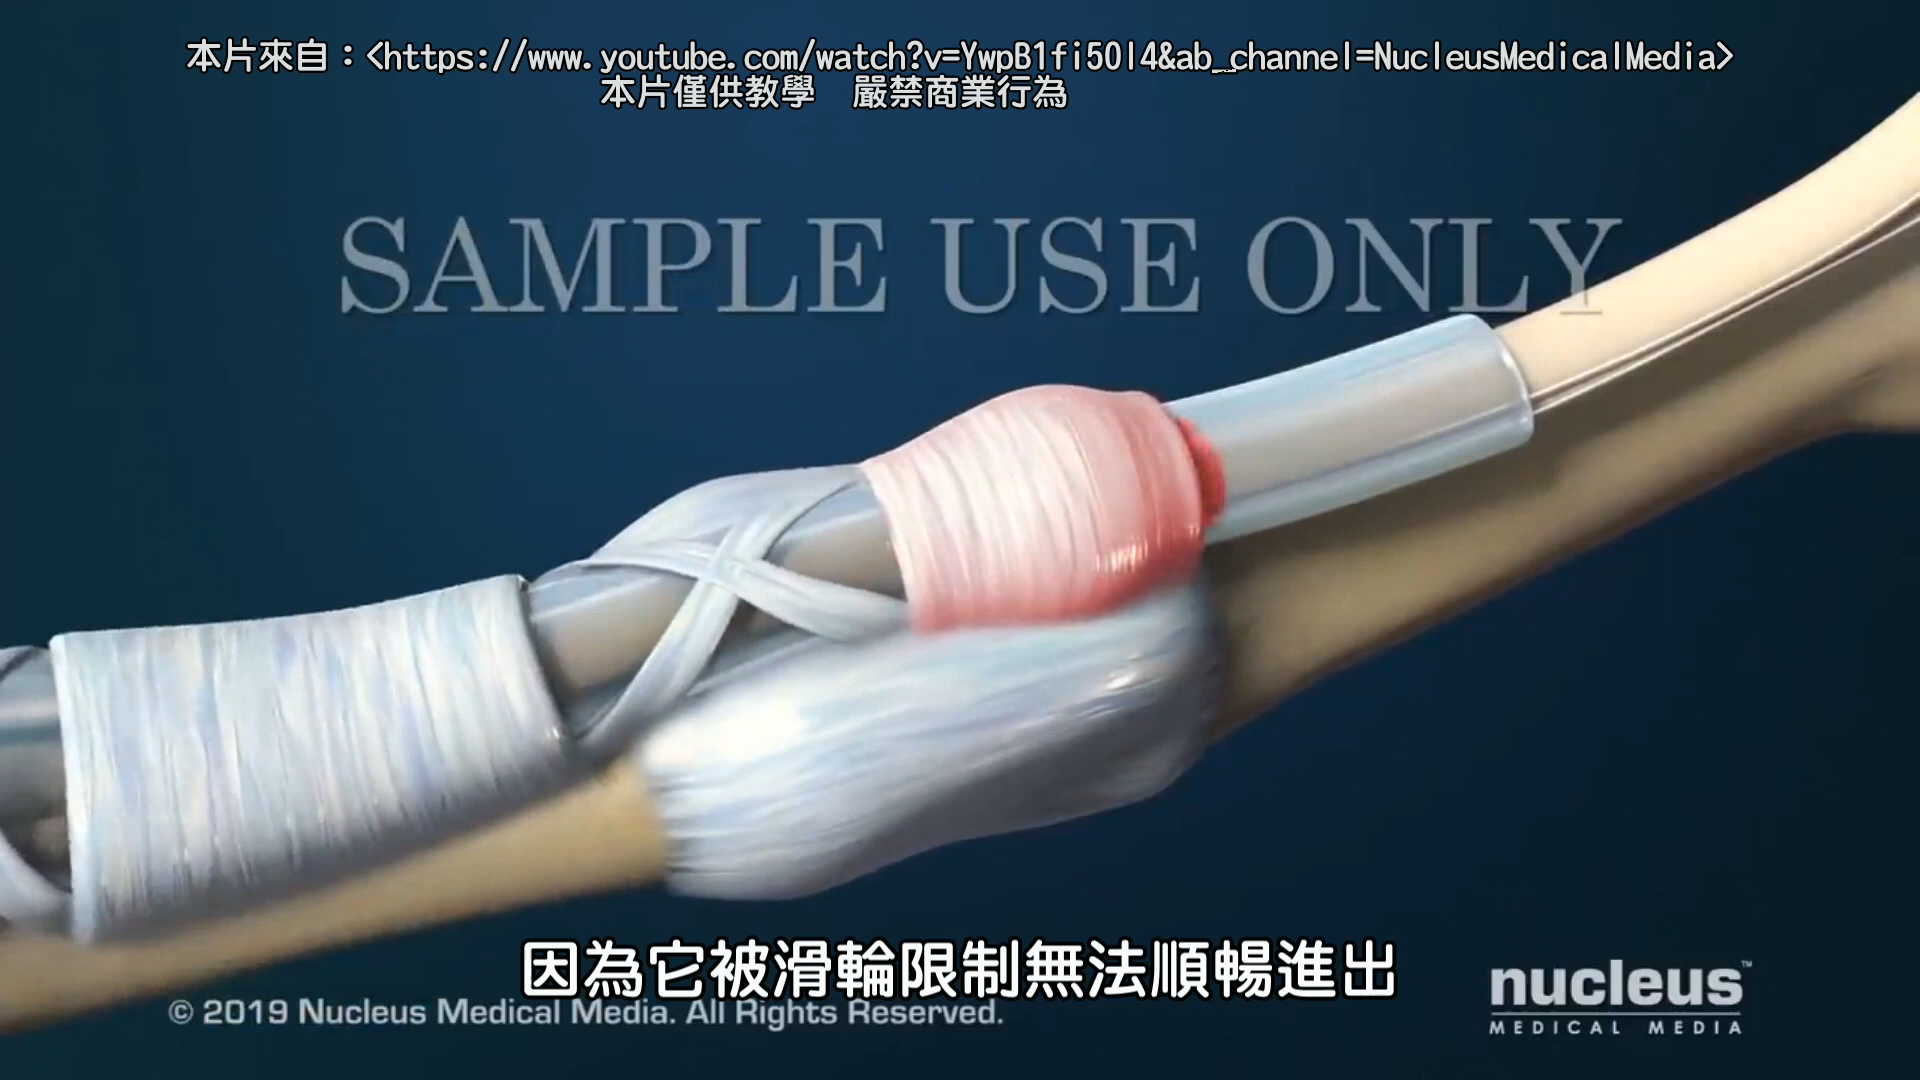 本片來自：<https://www.youtube.com/watch?v=YwpB1fi50l4&ab_channel=NucleusMedicalMedia>
本片僅供教學　嚴禁商業行為
SAMPLE USE ONLY
因為它被滑輪限制無法順暢進出
© 2019 Nucleus Medical Media. All Rights Reserved.
nucleus™
MEDICAL MEDIA